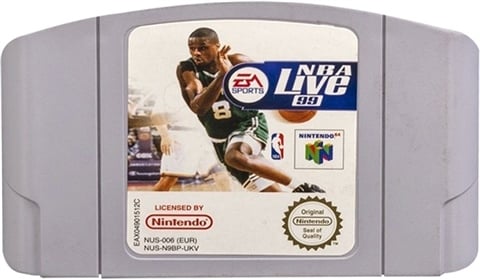 EA
SPORTS
NBA
Live
99
8
NINTENDO 64
N
NBA
EAX04901512C
LICENSED BY
Nintendo
NUS-006 (EUR)
NUS-N9BP-UKV
Original
Nintendo
Seal of
Quality